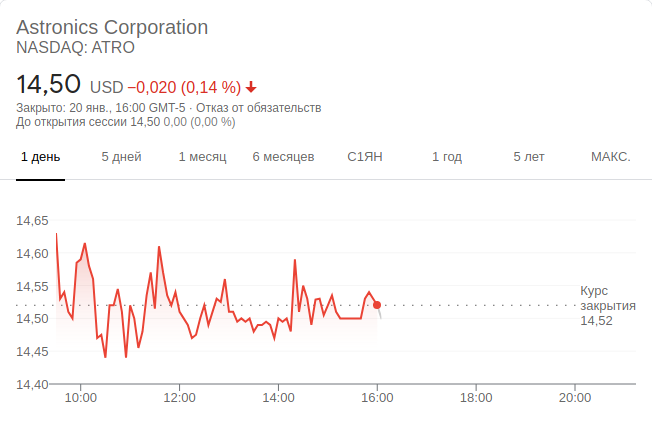 Astronics Corporation
NASDAQ: ATRO
14,50 USD −0,020 (0,14 %)
Закрыто: 20 янв., 16:00 GMT-5 · Отказ от обязательств
До открытия сессии 14,50 0,00 (0,00 %)
1 день 5 дней 1 месяц 6 месяцев С1ЯН 1 год 5 лет МАКС.
14,65
14,60
14,55
14,50
14,45
14,40
Курс
закрытия
14,52
10:00 12:00 14:00 16:00 18:00 20:00